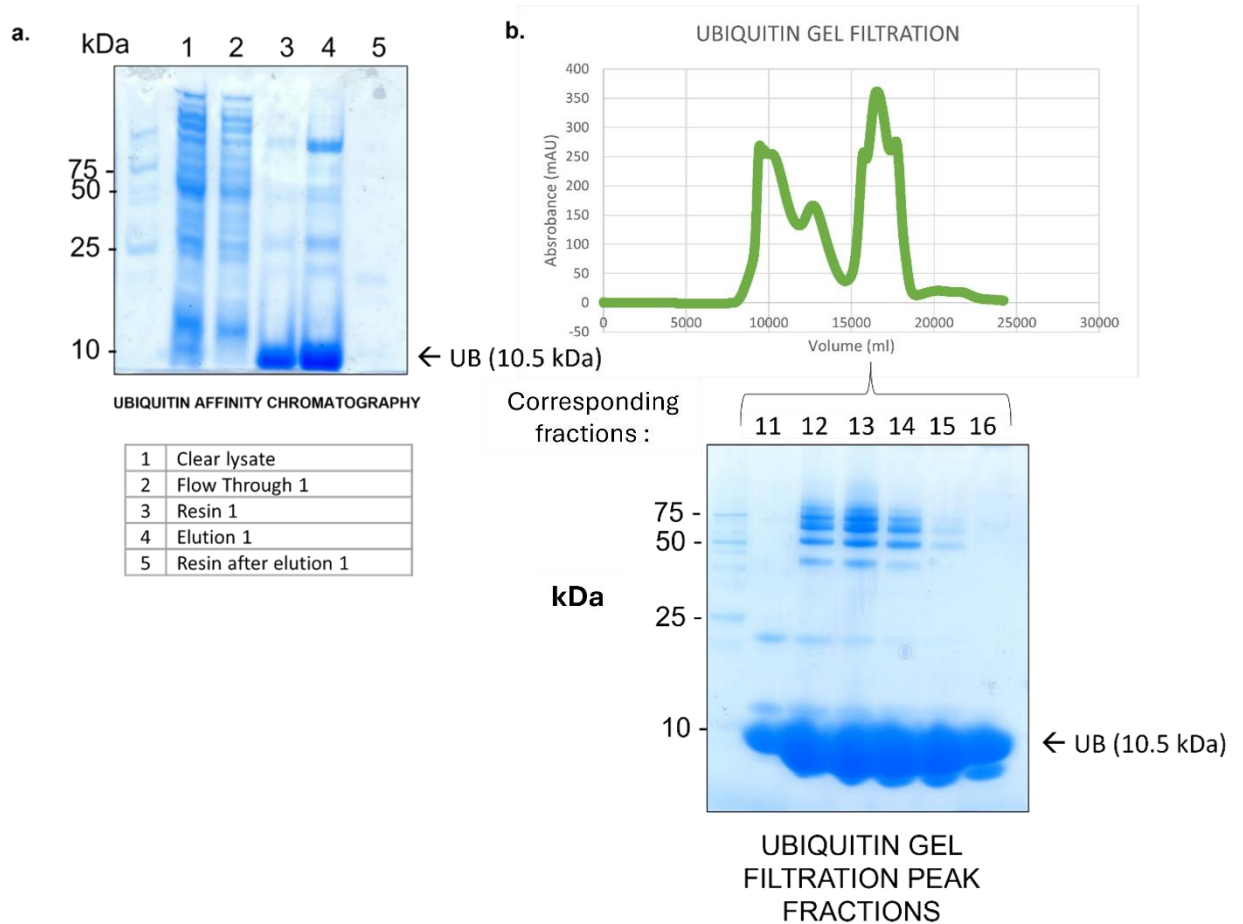 a.
kDa
1 2 3 4 5
75 -
50 -
25 -
10 -
← UB (10.5 kDa)
UBIQUITIN AFFINITY CHROMATOGRAPHY
1 Clear lysate
2 Flow Through 1
3 Resin 1
4 Elution 1
5 Resin after elution 1
b.
UBIQUITIN GEL FILTRATION
Absrobance (mAU)
400
350
300
250
200
150
100
50
0
-50
0 5000 10000 15000 20000 25000 30000
Volume (ml)
Corresponding
fractions :
11 12 13 14 15 16
kDa
75 -
50 -
25 -
10 -
← UB (10.5 kDa)
UBIQUITIN GEL
FILTRATION PEAK
FRACTIONS